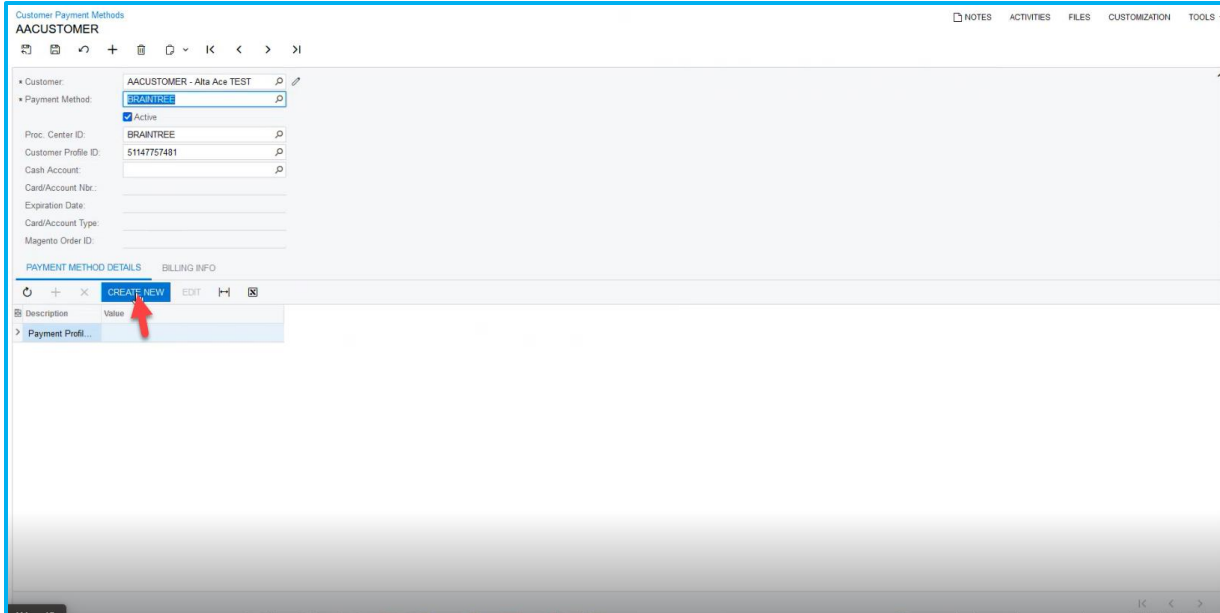 Customer Payment Methods
AACUSTOMER
NOTES ACTIVITIES FILES CUSTOMIZATION TOOLS
* Customer: AACUSTOMER - Alta Ace TEST
* Payment Method: BRAINTREE
Active
Proc. Center ID: BRAINTREE
Customer Profile ID: 51147757481
Cash Account:
Card/Account Nbr.:
Expiration Date:
Card/Account Type:
Magento Order ID:
PAYMENT METHOD DETAILS BILLING INFO
CREATE NEW EDIT
Description Value
Payment Profil...